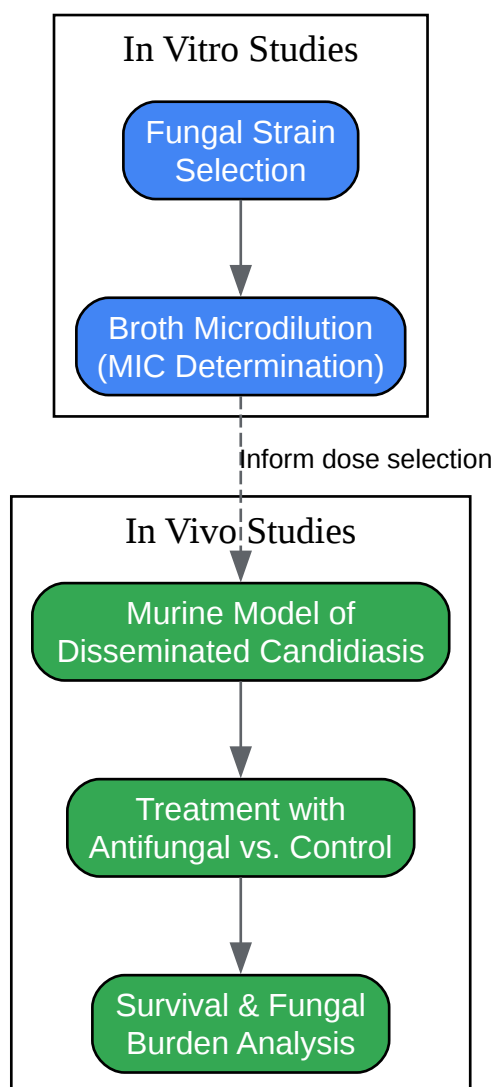 In Vitro Studies
Fungal Strain
Selection
Broth Microdilution
(MIC Determination)
Inform dose selection
In Vivo Studies
Murine Model of
Disseminated Candidiasis
Treatment with
Antifungal vs. Control
Survival & Fungal
Burden Analysis